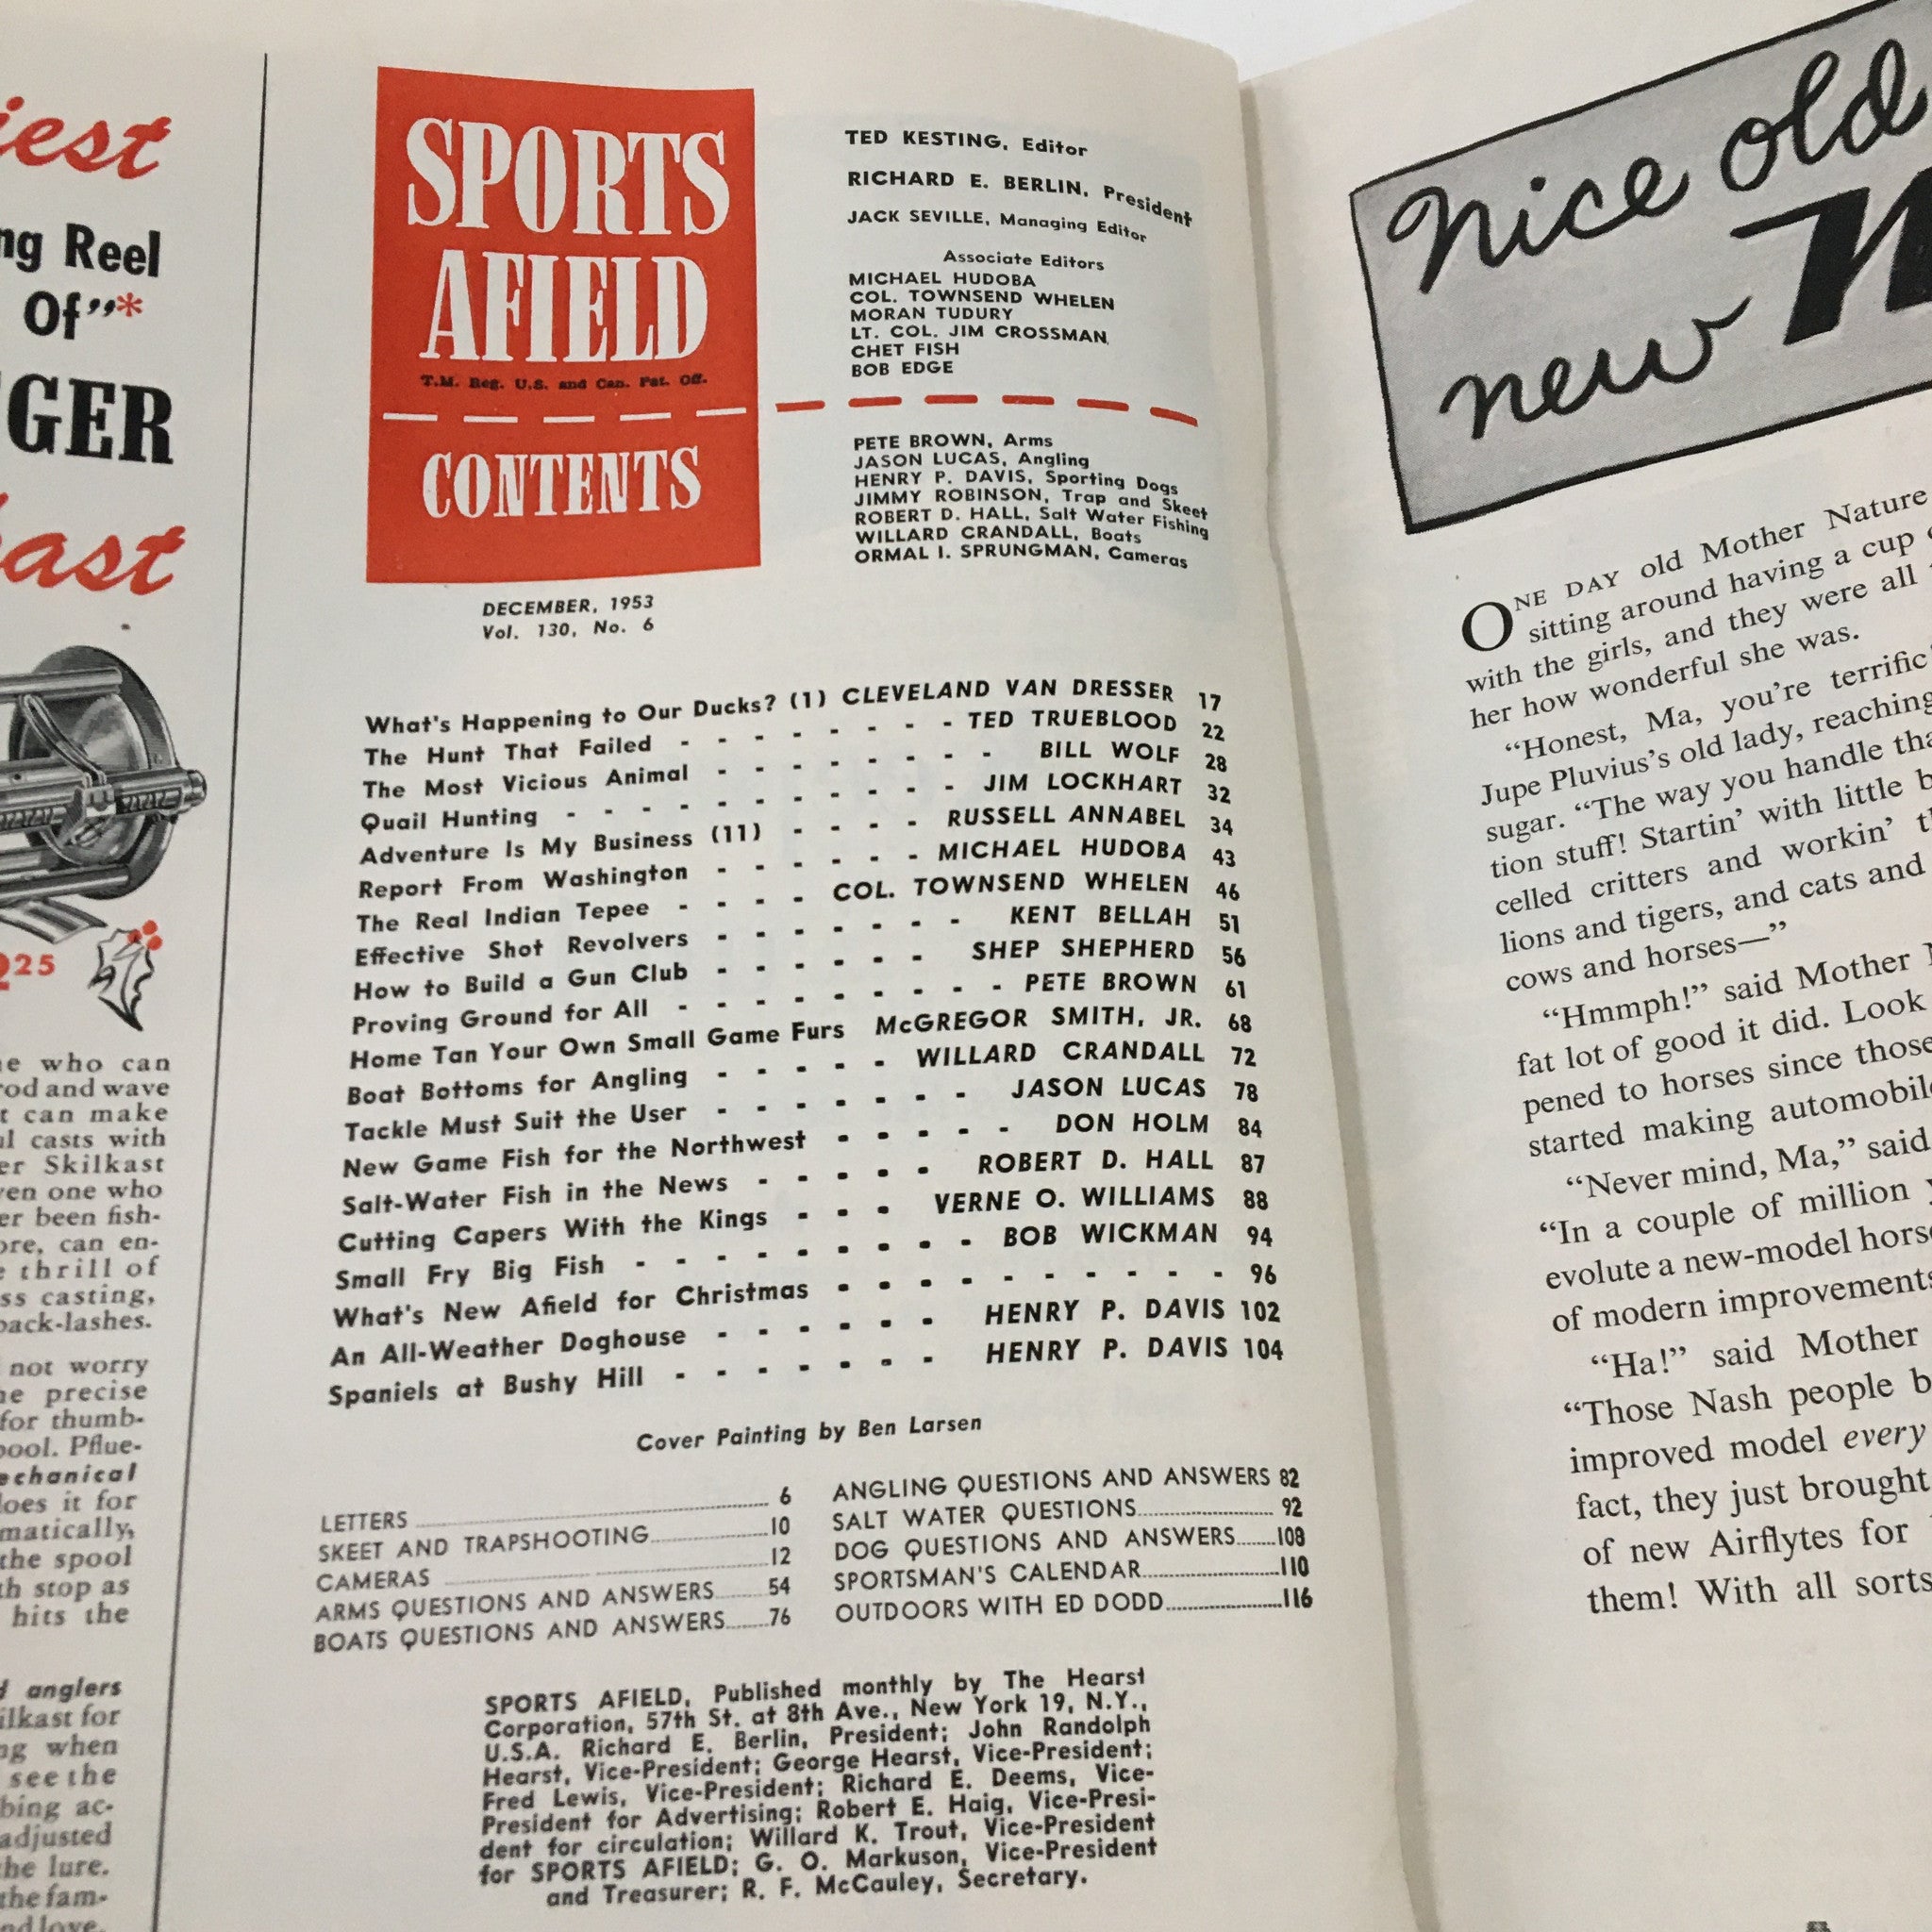 iest
ng Reel
Of”*
GER
kast
25
e who can
rod and wave
t can make
l casts with
er Skilkast
ven one who
er been fish-
ore, can en-
e thrill of
ss casting,
back-lashes.
not worry
he precise
for thumb-
pool. Pflue-
echanical
does it for
matically,
the spool
th stop as
hits the
d anglers
ilkast for
ng when
see the
bing ac-
adjusted
he lure.
the fam-
nd love.
SPORTS
AFIELD
T.M. Reg. U.S. and Can. Pat. Off.
CONTENTS
DECEMBER, 1953
Vol. 130, No. 6
TED KESTING, Editor
RICHARD E. BERLIN, President
JACK SEVILLE, Managing Editor
Associate Editors
MICHAEL HUDOBA
COL. TOWNSEND WHELEN
MORAN TUDURY
LT. COL. JIM CROSSMAN
CHET FISH
BOB EDGE
PETE BROWN, Arms
JASON LUCAS, Angling
HENRY P. DAVIS, Sporting Dogs
JIMMY ROBINSON, Trap and Skeet
ROBERT D. HALL, Salt Water Fishing
WILLARD CRANDALL, Boats
ORMAL I. SPRUNGMAN, Cameras
What's Happening to Our Ducks? (1) CLEVELAND VAN DRESSER 17
The Hunt That Failed - - - - - - - - TED TRUEBLOOD 22
The Most Vicious Animal - - - - - - - - BILL WOLF 28
Quail Hunting - - - - - - - - - - - JIM LOCKHART 32
Adventure Is My Business (11) - - - - RUSSELL ANNABEL 34
Report From Washington - - - - - - MICHAEL HUDOBA 43
The Real Indian Tepee - - - - COL. TOWNSEND WHELEN 46
Effective Shot Revolvers - - - - - - - KENT BELLAH 51
How to Build a Gun Club - - - - - - SHEP SHEPHERD 56
Proving Ground for All - - - - - - - - - PETE BROWN 61
Home Tan Your Own Small Game Furs McGREGOR SMITH, JR. 68
Boat Bottoms for Angling - - - - - WILLARD CRANDALL 72
Tackle Must Suit the User - - - - - - - JASON LUCAS 78
New Game Fish for the Northwest - - - - - DON HOLM 84
Salt-Water Fish in the News - - - - - ROBERT D. HALL 87
Cutting Capers With the Kings - - - VERNE O. WILLIAMS 88
Small Fry Big Fish - - - - - - - - - BOB WICKMAN 94
What's New Afield for Christmas - - - - - - - - - - 96
An All-Weather Doghouse - - - - - - HENRY P. DAVIS 102
Spaniels at Bushy Hill - - - - - - - HENRY P. DAVIS 104
Cover Painting by Ben Larsen
LETTERS 6
SKEET AND TRAPSHOOTING 10
CAMERAS 12
ARMS QUESTIONS AND ANSWERS 54
BOATS QUESTIONS AND ANSWERS 76
ANGLING QUESTIONS AND ANSWERS 82
SALT WATER QUESTIONS 92
DOG QUESTIONS AND ANSWERS 108
SPORTSMAN'S CALENDAR 110
OUTDOORS WITH ED DODD 116
SPORTS AFIELD, Published monthly by The Hearst
Corporation, 57th St. at 8th Ave., New York 19, N.Y.,
U.S.A. Richard E. Berlin, President; John Randolph
Hearst, Vice-President; George Hearst, Vice-President;
Fred Lewis, Vice-President; Richard E. Deems, Vice-
President for Advertising; Robert E. Haig, Vice-Presi-
dent for circulation; Willard K. Trout, Vice-President
for SPORTS AFIELD; G. O. Markuson, Vice-President
and Treasurer; R. F. McCauley, Secretary.
Nice old
new N
ONE DAY old Mother Nature
sitting around having a cup
with the girls, and they were all
her how wonderful she was.
“Honest, Ma, you’re terrific
Jupe Pluvius’s old lady, reaching
sugar. “The way you handle tha
tion stuff! Startin’ with little b
celled critters and workin’ t
lions and tigers, and cats and
cows and horses—”
“Hmmph!” said Mother N
fat lot of good it did. Look
pened to horses since those
started making automobile
“Never mind, Ma,” said
“In a couple of million y
evolute a new-model horse
of modern improvements
“Ha!” said Mother
“Those Nash people b
improved model every
fact, they just brought
of new Airflytes for
them! With all sorts